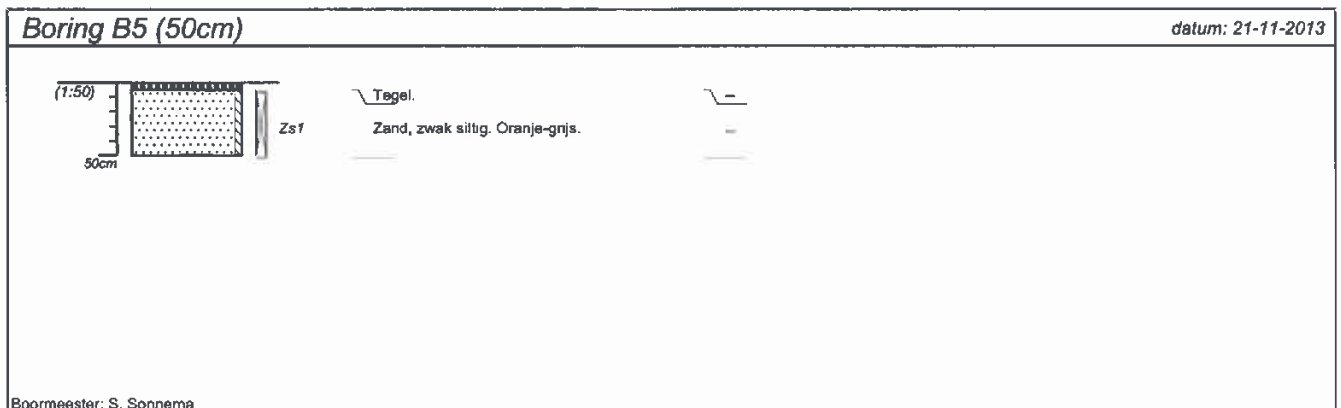 Boring B5 (50cm) datum: 21-11-2013
(1:50) Tegel. -
Zs1 Zand, zwak siltig. Oranje-grijs. -
50cm
Boormeester: S. Sonnema